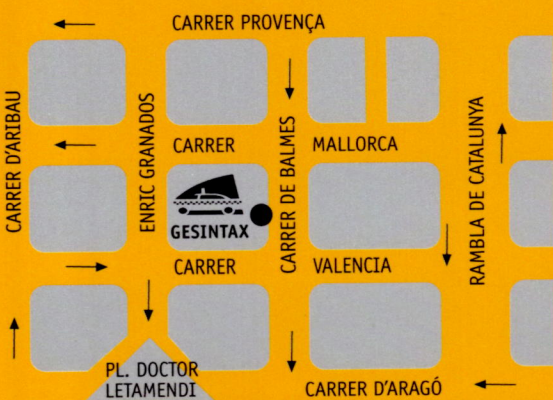 CARRER PROVENÇA
CARRER D'ARIBAU
ENRIC GRANADOS
CARRER MALLORCA
CARRER DE BALMES
RAMBLA DE CATALUNYA
GESINTAX
CARRER VALENCIA
PL. DOCTOR
LETAMENDI
CARRER D'ARAGÓ